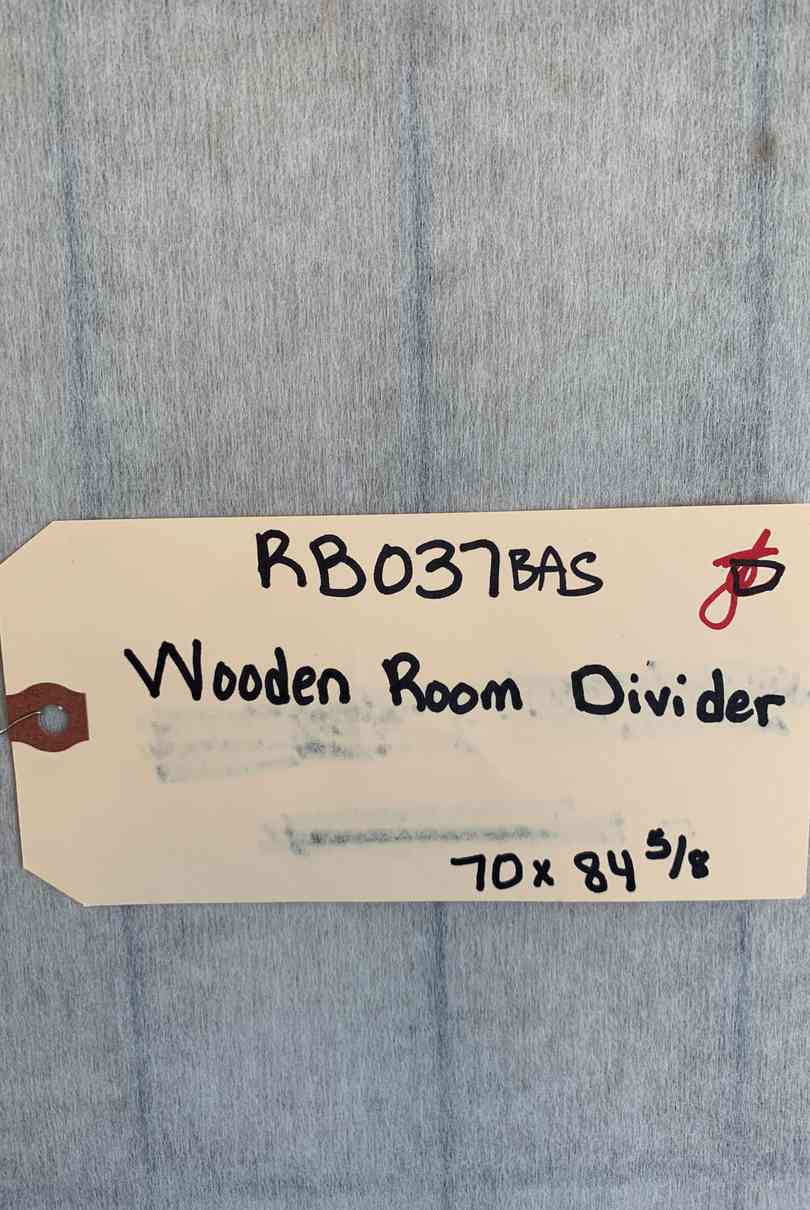 RB037BAS
Wooden Room Divider
70 x 84 5/8